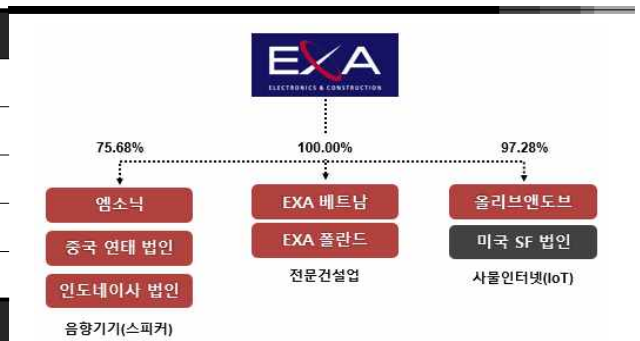 EXA
ELECTRONICS & CONSTRUCTION
75.68%
100.00%
97.28%
엠소닉
EXA 베트남
올리브앤도브
중국 연태 법인
EXA 폴란드
미국 SF 법인
인도네이사 법인
전문건설업
사물인터넷(IoT)
음향기기(스피커)